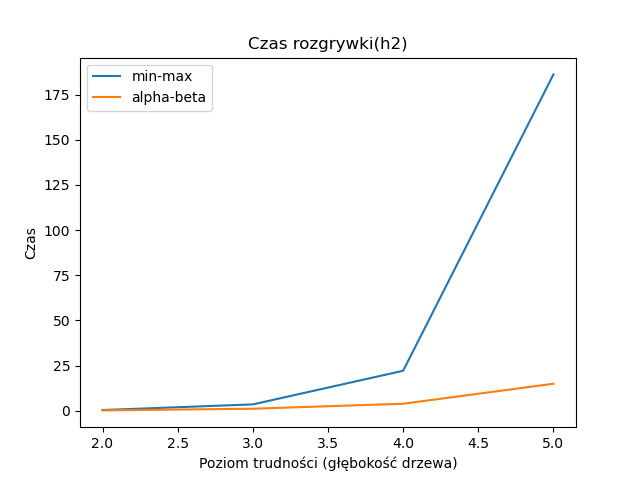 Czas rozgrywki(h2)
min-max
alpha-beta
Czas
175
150
125
100
75
50
25
0
2.0 2.5 3.0 3.5 4.0 4.5 5.0
Poziom trudności (głębokość drzewa)